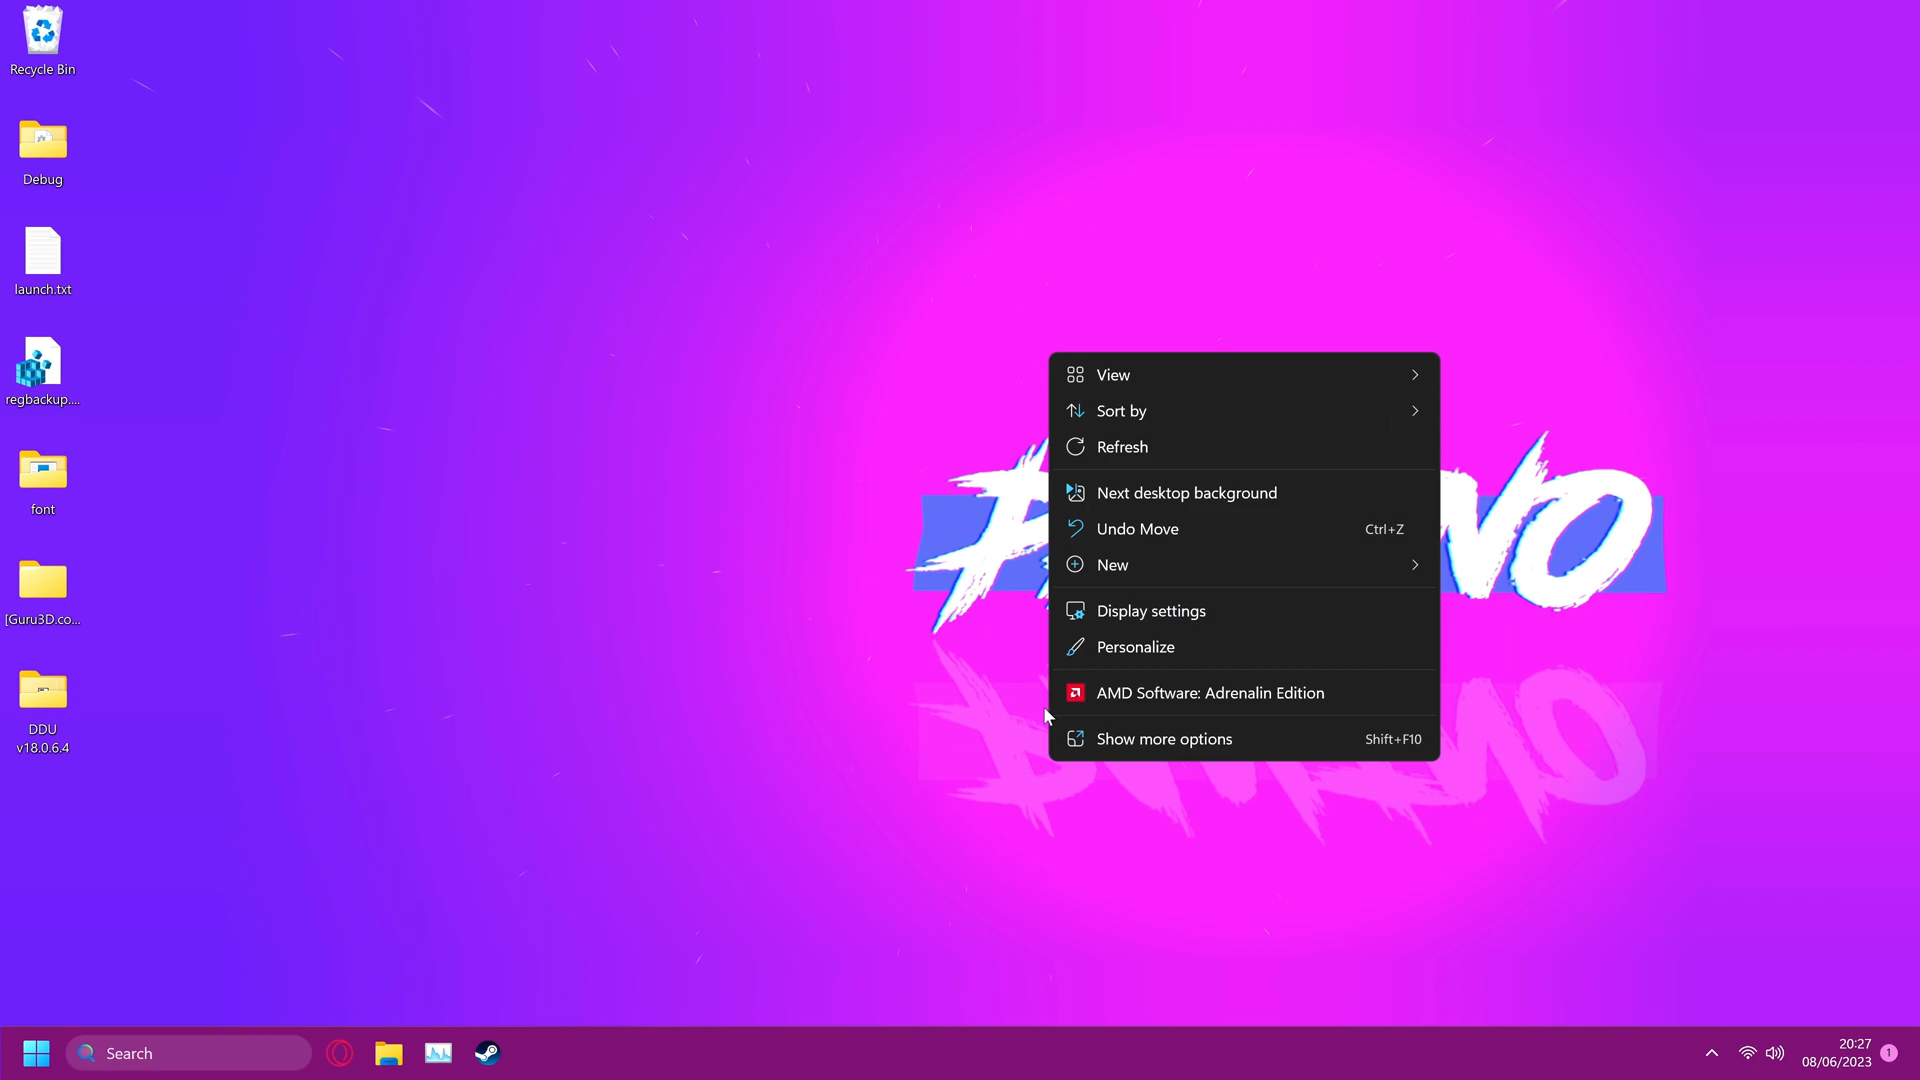 Recycle Bin
Debug
launch.txt
regbackup....
font
[Guru3D.co...
DDU
v18.0.6.4
View
Sort by
Refresh
Next desktop background
Undo Move Ctrl+Z
New
Display settings
Personalize
AMD Software: Adrenalin Edition
Show more options Shift+F10
Search
20:27
08/06/2023
1